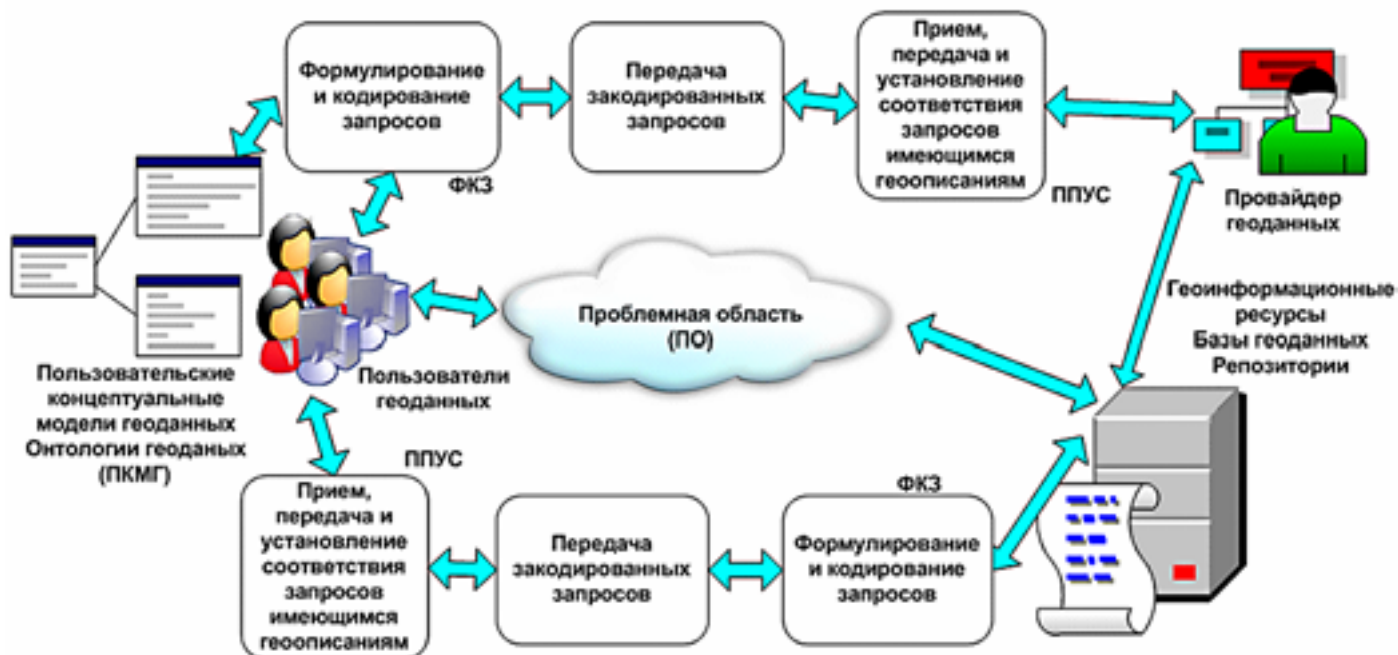 Формулирование
и кодирование
запросов
ФКЗ
Передача
закодированных
запросов
Прием,
передача и
установление
соответствия
запросов
имеющимся
геоописаниям
ППУС
Провайдер
геоданных
Пользовательские
концептуальные
модели геоданных
Онтологии геоданых
(ПКМГ)
Пользователи
геоданных
Проблемная область
(ПО)
Геоинформационные
ресурсы
Базы геоданных
Репозитории
ППУС
Прием,
передача и
установление
соответствия
запросов
имеющимся
геоописаниям
Передача
закодированных
запросов
ФКЗ
Формулирование
и кодирование
запросов